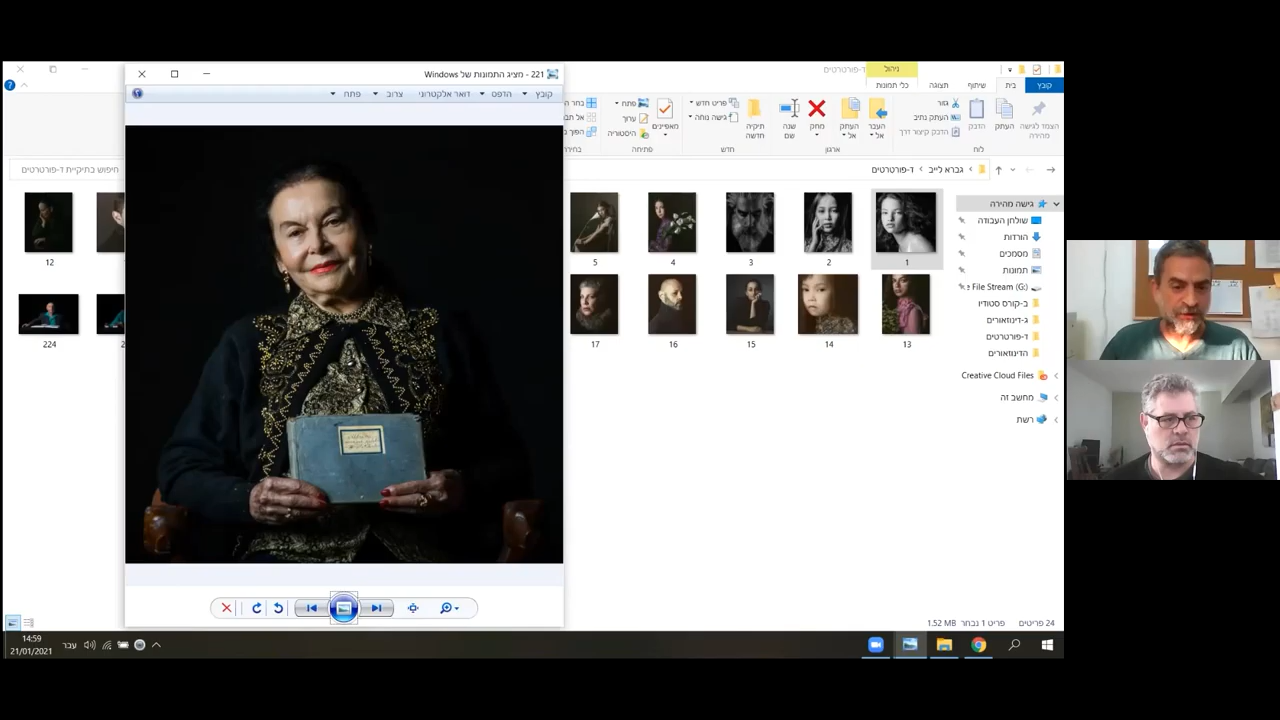 221 - מציג התמונות של Windows
קובץ
הדפס
דואר אלקטרוני
צרוב
פתח
ד-פורטרטים
ניהול
קובץ
בית
שיתוף
תצוגה
כלי תמונות
הצמד לגישה מהירה
העתק
הדבק
גזור
העתק נתיב
הדבק קיצור דרך
לוח
העבר אל
העתק אל
מחק
שנה שם
ארגון
תיקיה חדשה
פריט חדש
גישה נוחה
חדש
מאפיינים
פתח
ערוך
היסטוריה
פתיחה
בחירה
גברא לייב
ד-פורטרטים
חיפוש בתיקיית ד-פורטרטים
גישה מהירה
שולחן העבודה
הורדות
מסמכים
תמונות
e File Stream (G:)
ב-קורס סטודיו
ג-דינוזאורים
ד-פורטרטים
הדינוזאורים
Creative Cloud Files
מחשב זה
רשת
1
2
3
4
5
12
13
14
15
16
17
224
24 פריטים
פריט 1 נבחר
1.52 MB
עבר
14:59
21/01/2021